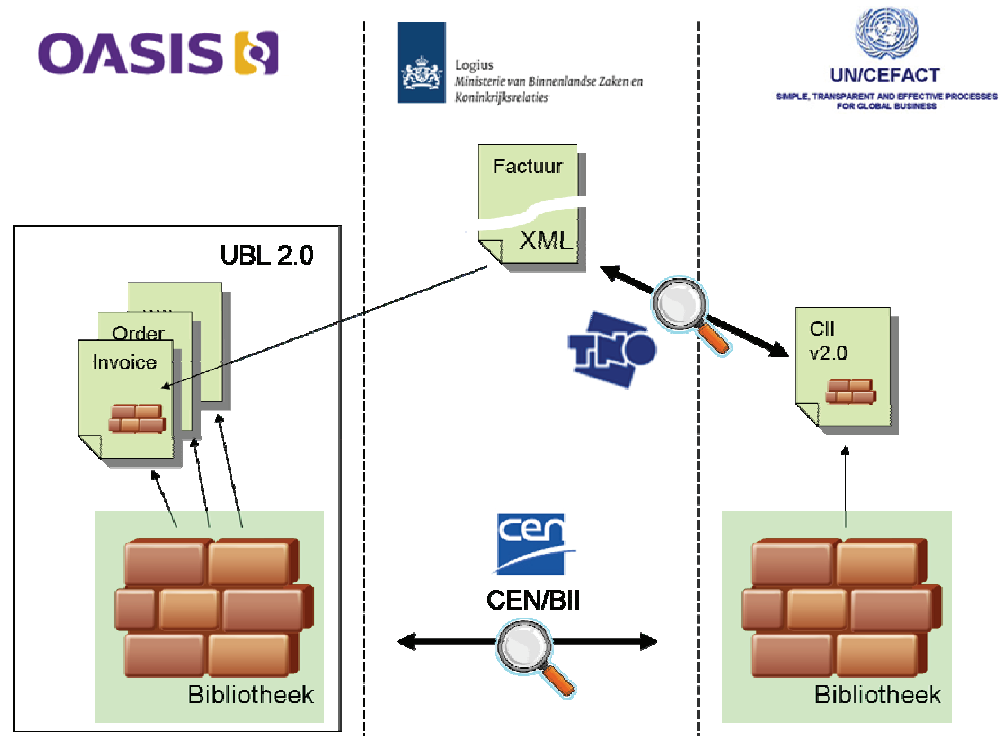 OASIS
Logius
Ministerie van Binnenlandse Zaken en
Koninkrijksrelaties
UN/CEFACT
SIMPLE, TRANSPARENT AND EFFECTIVE PROCESSES
FOR GLOBAL BUSINESS
Factuur
XML
UBL 2.0
Order
Invoice
TNO
CII
v2.0
cen
CEN/BII
Bibliotheek
Bibliotheek